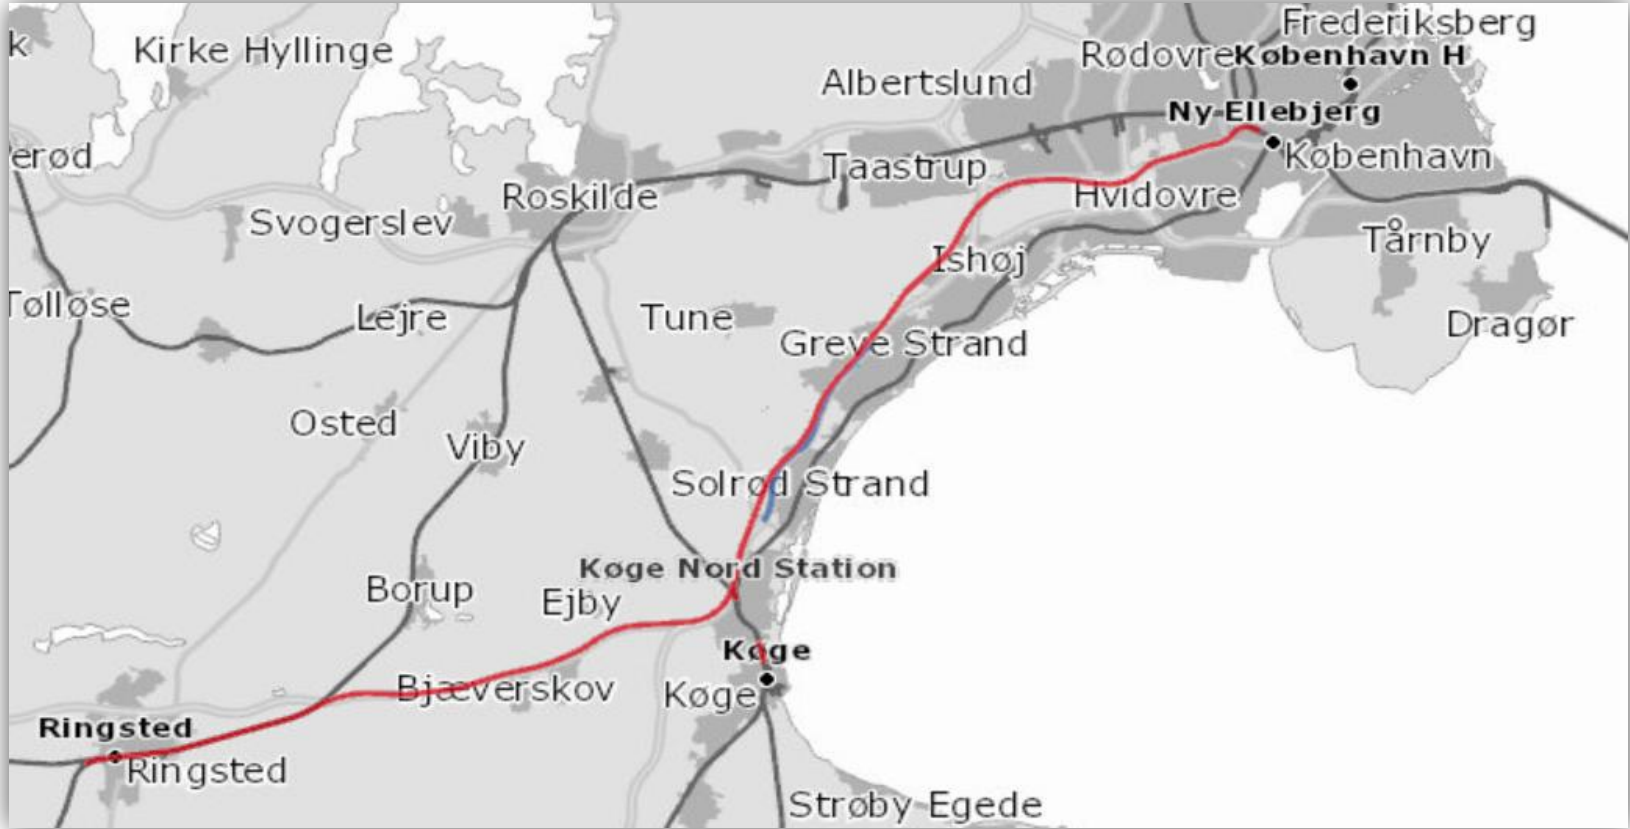 Frederiksberg
k
Kirke Hyllinge
Rødovre
København H
Albertslund
Ny Ellebjerg
erød
København
Taastrup
Roskilde
Hvidovre
Svogerslev
Tårnby
Ishøj
Tølløse
Lejre
Tune
Dragør
Greve Strand
Osted
Viby
Solrød Strand
Køge Nord Station
Borup
Ejby
Køge
Bjæverskov
Køge
Ringsted
Ringsted
Strøby Egede